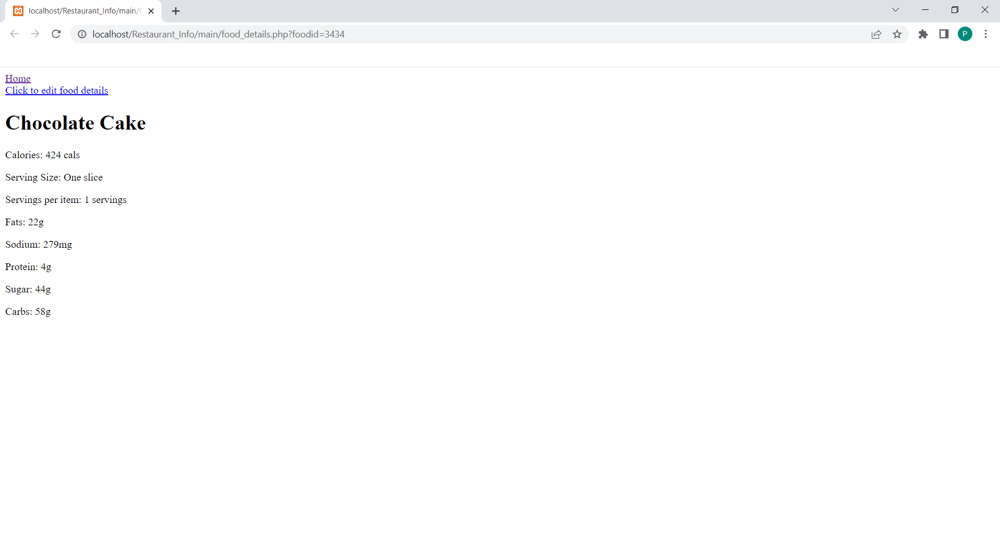 localhost/Restaurant_Info/main/f
localhost/Restaurant_Info/main/food_details.php?foodid=3434
P
Home
Click to edit food details
Chocolate Cake
Calories: 424 cals
Serving Size: One slice
Servings per item: 1 servings
Fats: 22g
Sodium: 279mg
Protein: 4g
Sugar: 44g
Carbs: 58g